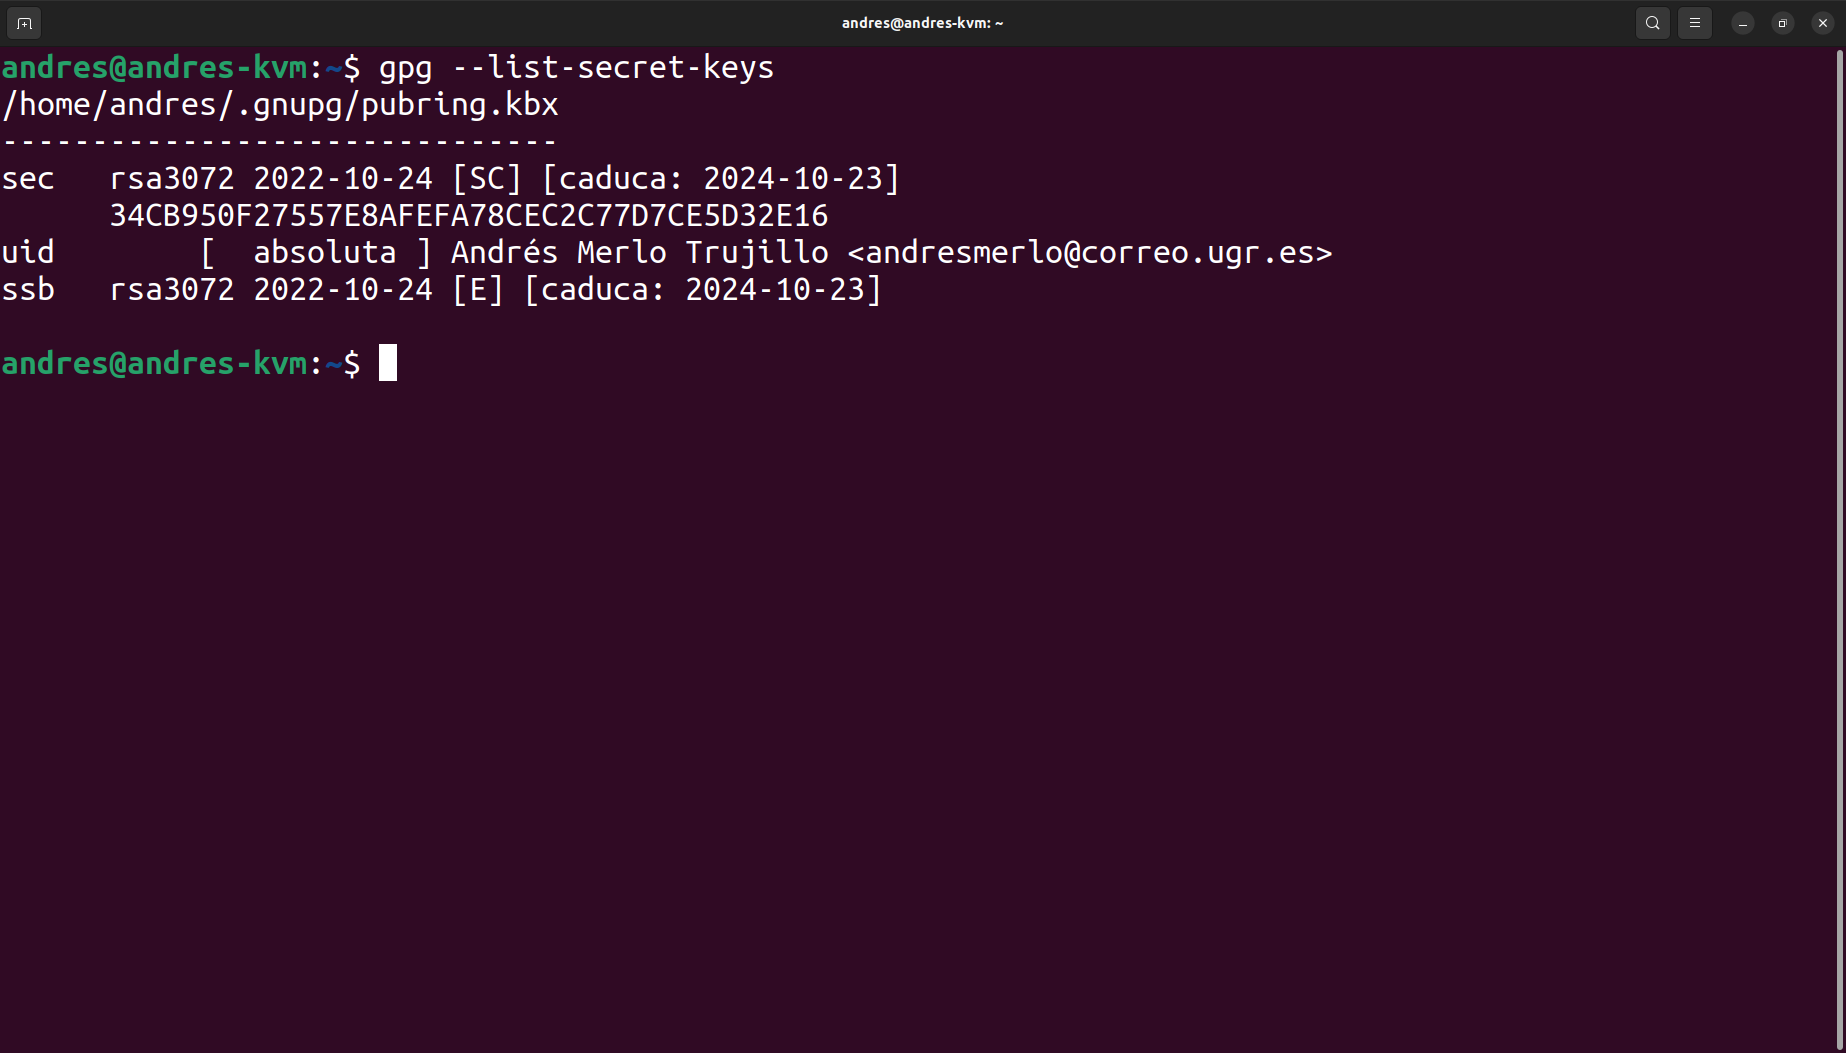 andres@andres-kvm: ~
andres@andres-kvm:~$ gpg --list-secret-keys
/home/andres/.gnupg/pubring.kbx
-------------------------------
sec   rsa3072 2022-10-24 [SC] [caduca: 2024-10-23]
      34CB950F27557E8AFEFA78CEC2C77D7CE5D32E16
uid        [  absoluta ] Andrés Merlo Trujillo <andresmerlo@correo.ugr.es>
ssb   rsa3072 2022-10-24 [E] [caduca: 2024-10-23]
andres@andres-kvm:~$